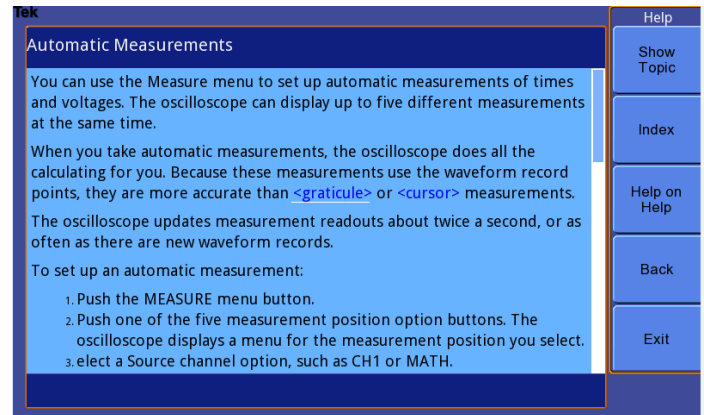 Tek
Automatic Measurements
You can use the Measure menu to set up automatic measurements of times
and voltages. The oscilloscope can display up to five different measurements
at the same time.
When you take automatic measurements, the oscilloscope does all the
calculating for you. Because these measurements use the waveform record
points, they are more accurate than <graticule> or <cursor> measurements.
The oscilloscope updates measurement readouts about twice a second, or as
often as there are new waveform records.
To set up an automatic measurement:
1. Push the MEASURE menu button.
2. Push one of the five measurement position option buttons. The
oscilloscope displays a menu for the measurement position you select.
3. elect a Source channel option, such as CH1 or MATH.
Help
Show
Topic
Index
Help on
Help
Back
Exit